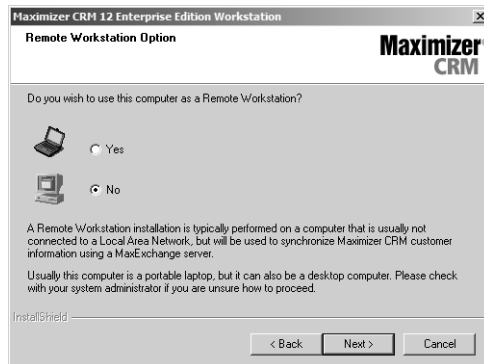 Maximizer CRM 12 Enterprise Edition Workstation
Remote Workstation Option
Maximizer
CRM
Do you wish to use this computer as a Remote Workstation?
Yes
No
A Remote Workstation installation is typically performed on a computer that is usually not
connected to a Local Area Network, but will be used to synchronize Maximizer CRM customer
information using a MaxExchange server.
Usually this computer is a portable laptop, but it can also be a desktop computer. Please check
with your system administrator if you are unsure how to proceed.
InstallShield
< Back Next > Cancel